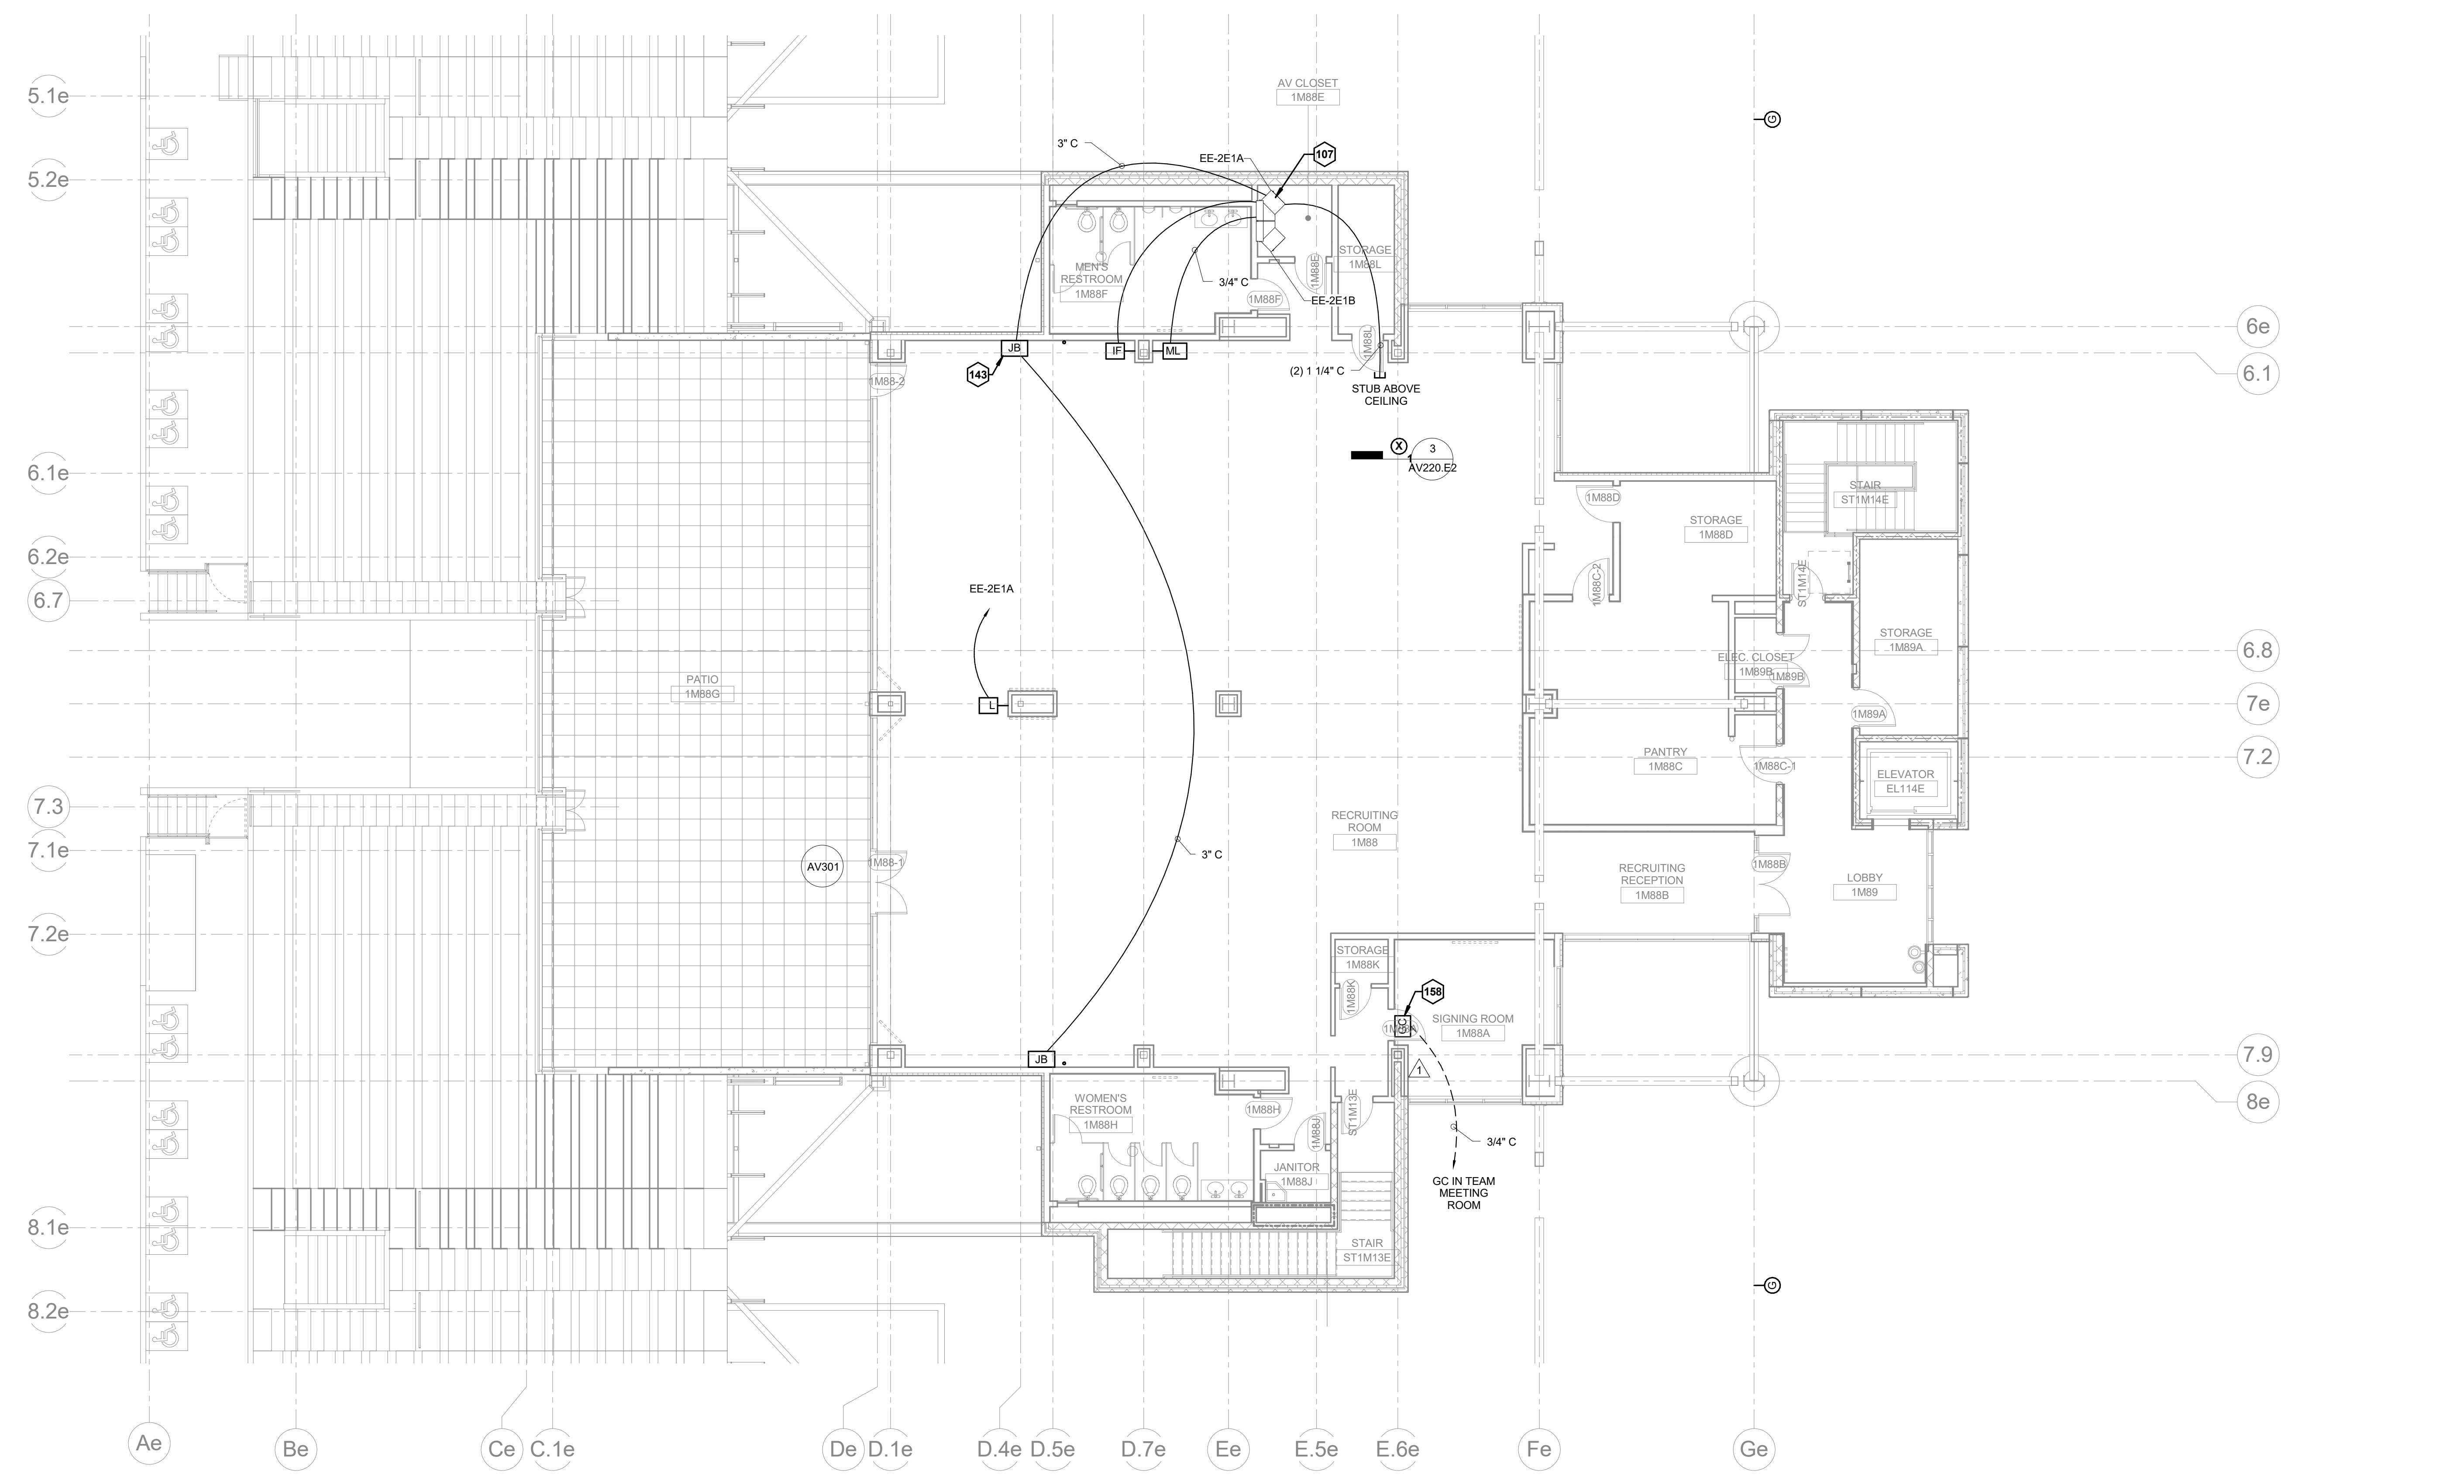 AV CLOSET
1M88E
G
5.1e
3" C
EE-2E1A
107
5.2e
STORAGE
1M88L
MEN'S
RESTROOM
1M88F
1M88E
3/4" C
1M88F
EE-2E1B
6e
1M88L
JB
IF
ML
143
(2) 1 1/4" C
6.1
1M88-2
STUB ABOVE
CEILING
X
3
1
AV220.E2
6.1e
STAIR
ST1M14E
1M88D
STORAGE
1M88D
6.2e
1M88C-2
ST1M14E
EE-2E1A
6.7
STORAGE
1M89A
6.8
ELEC. CLOSET
1M89B
1M89B
PATIO
1M88G
L
7e
1M89A
PANTRY
1M88C
1M88C-1
7.2
ELEVATOR
EL114E
7.3
RECRUITING
ROOM
1M88
7.1e
3" C
AV301
1M88-1
1M88B
RECRUITING
RECEPTION
1M88B
LOBBY
1M89
7.2e
STORAGE
1M88K
1M88K
158
SIGNING ROOM
1M88A
GC
1M88A
JB
7.9
1
WOMEN'S
RESTROOM
1M88H
1M88H
ST1M13E
8e
1M88J
3/4" C
JANITOR
1M88J
GC IN TEAM
MEETING
ROOM
8.1e
STAIR
ST1M13E
G
8.2e
Ae
Be
Ce
C.1e
De
D.1e
D.4e
D.5e
D.7e
Ee
E.5e
E.6e
Fe
Ge